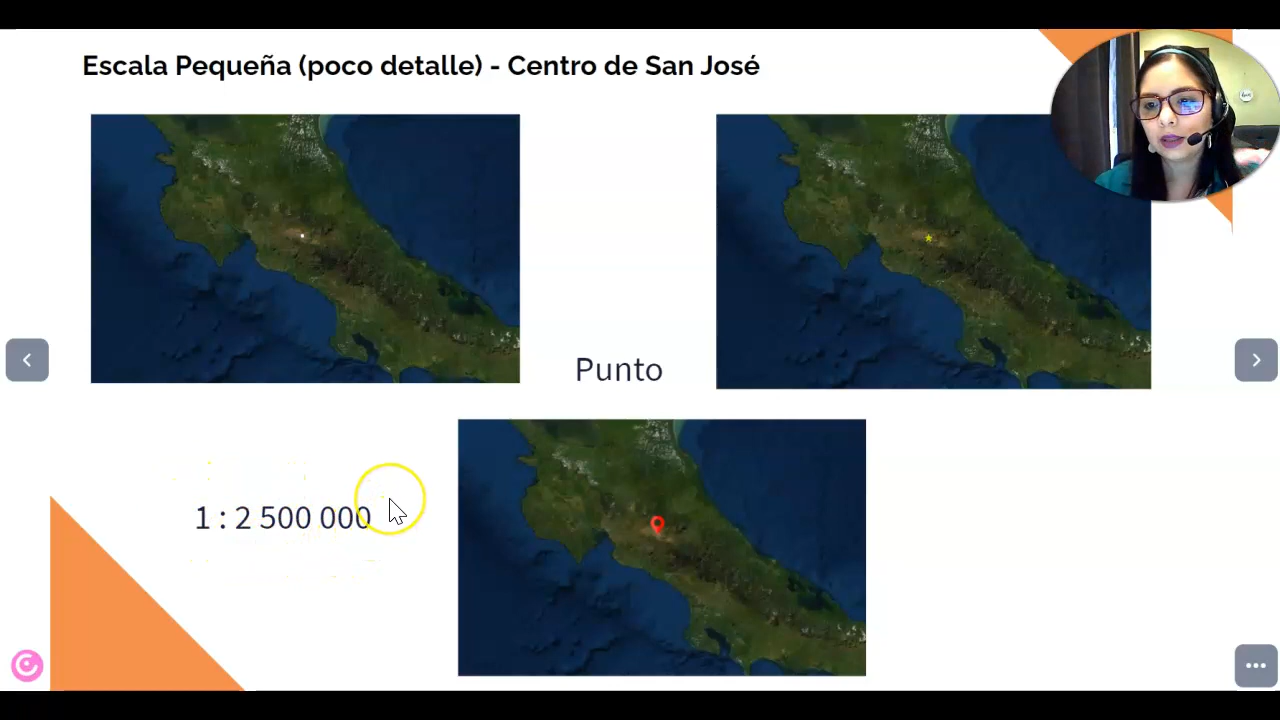 Escala Pequeña (poco detalle) - Centro de San José
Punto
1 : 2 500 000